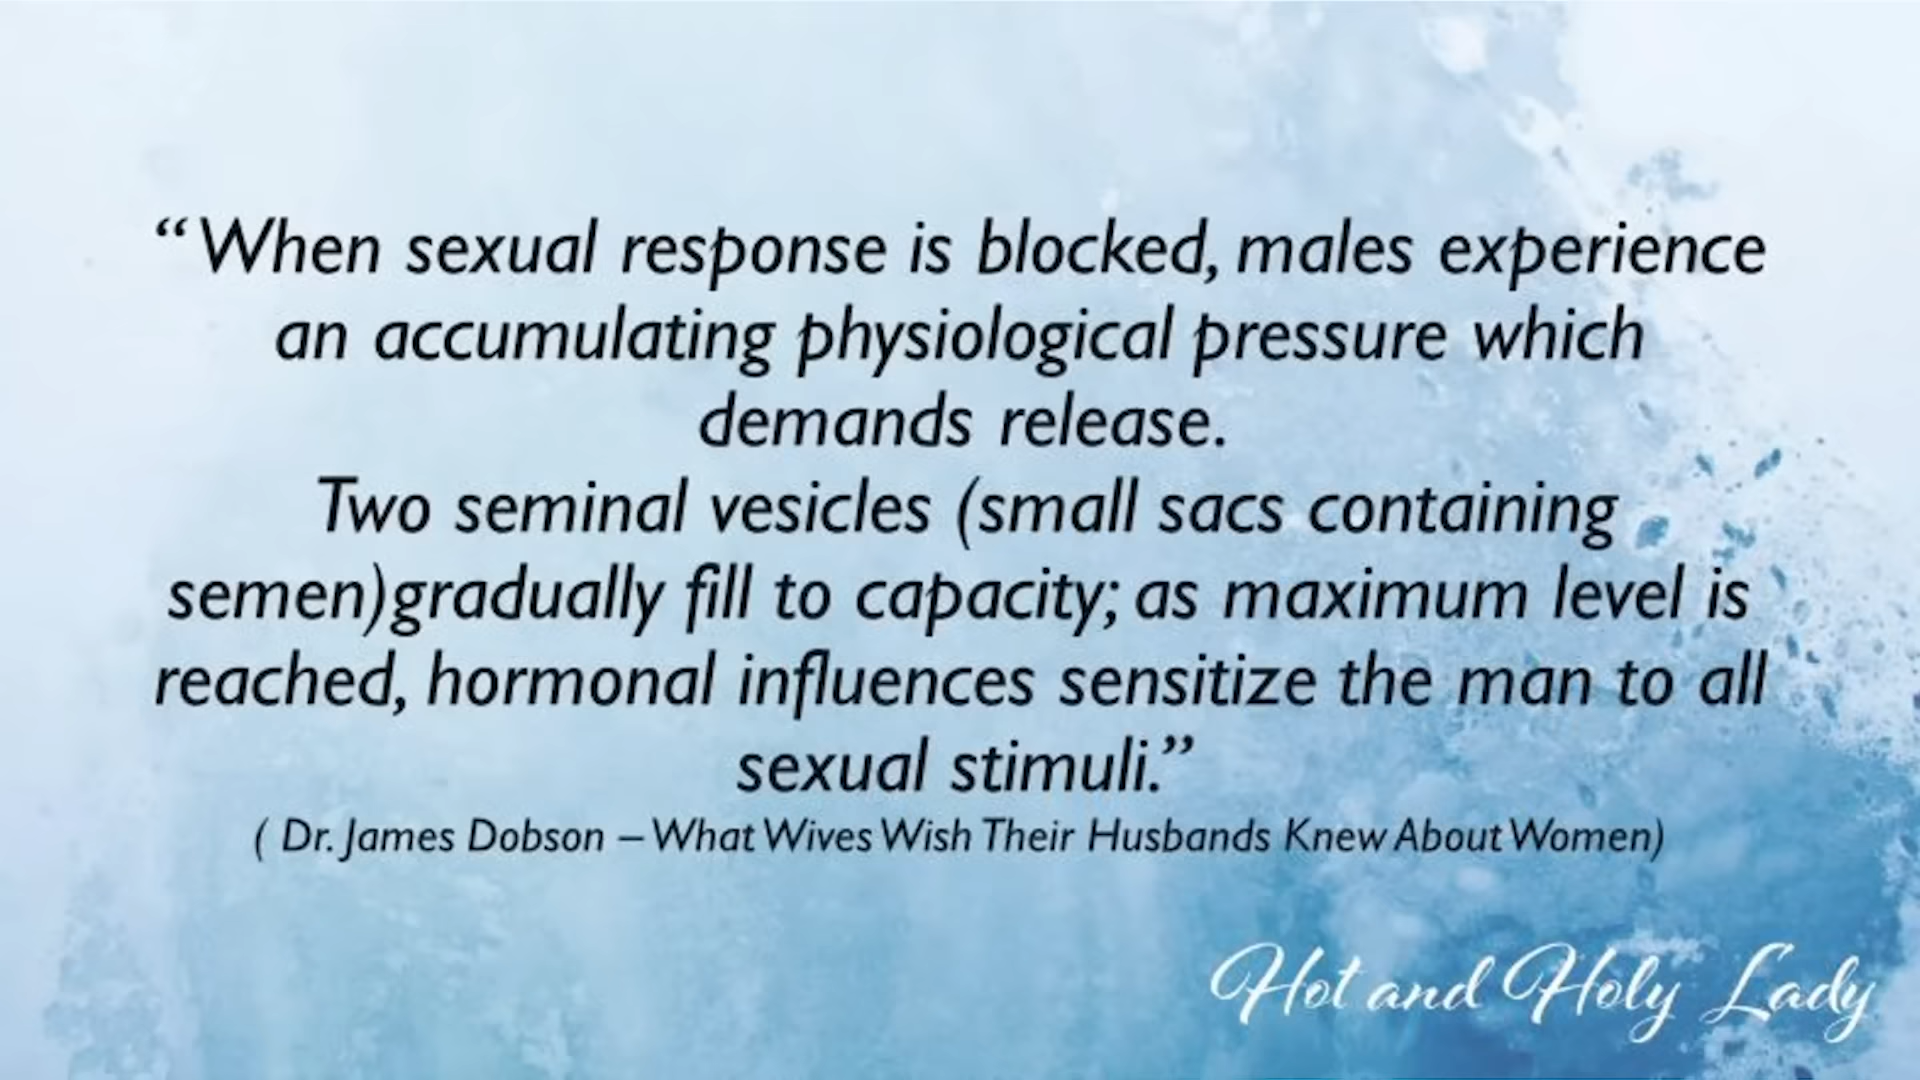 “When sexual response is blocked, males experience
an accumulating physiological pressure which
demands release.
Two seminal vesicles (small sacs containing
semen)gradually fill to capacity; as maximum level is
reached, hormonal influences sensitize the man to all
sexual stimuli.”
( Dr. James Dobson – What Wives Wish Their Husbands Knew About Women)
Hot and Holy Lady